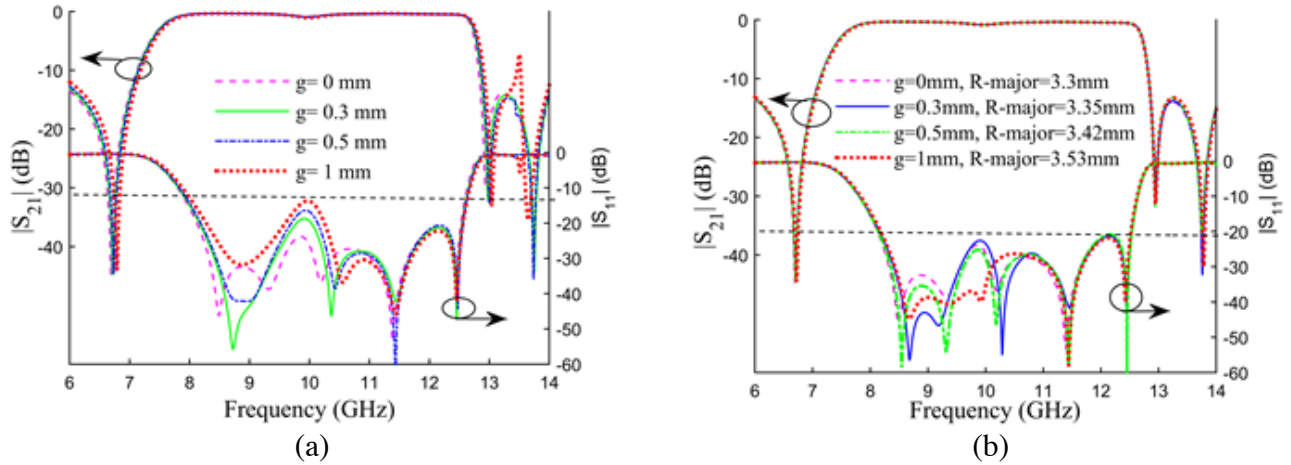 0
-10
-20
-30
-40
|S21| (dB)
g= 0 mm
g= 0.3 mm
g= 0.5 mm
g= 1 mm
0
-10
-20
-30
-40
-50
-60
|S11| (dB)
6 7 8 9 10 11 12 13 14
Frequency (GHz)
(a)
0
-10
-20
-30
-40
|S21| (dB)
g=0mm, R-major=3.3mm
g=0.3mm, R-major=3.35mm
g=0.5mm, R-major=3.42mm
g=1mm, R-major=3.53mm
0
-10
-20
-30
-40
-50
-60
|S11| (dB)
6 7 8 9 10 11 12 13 14
Frequency (GHz)
(b)